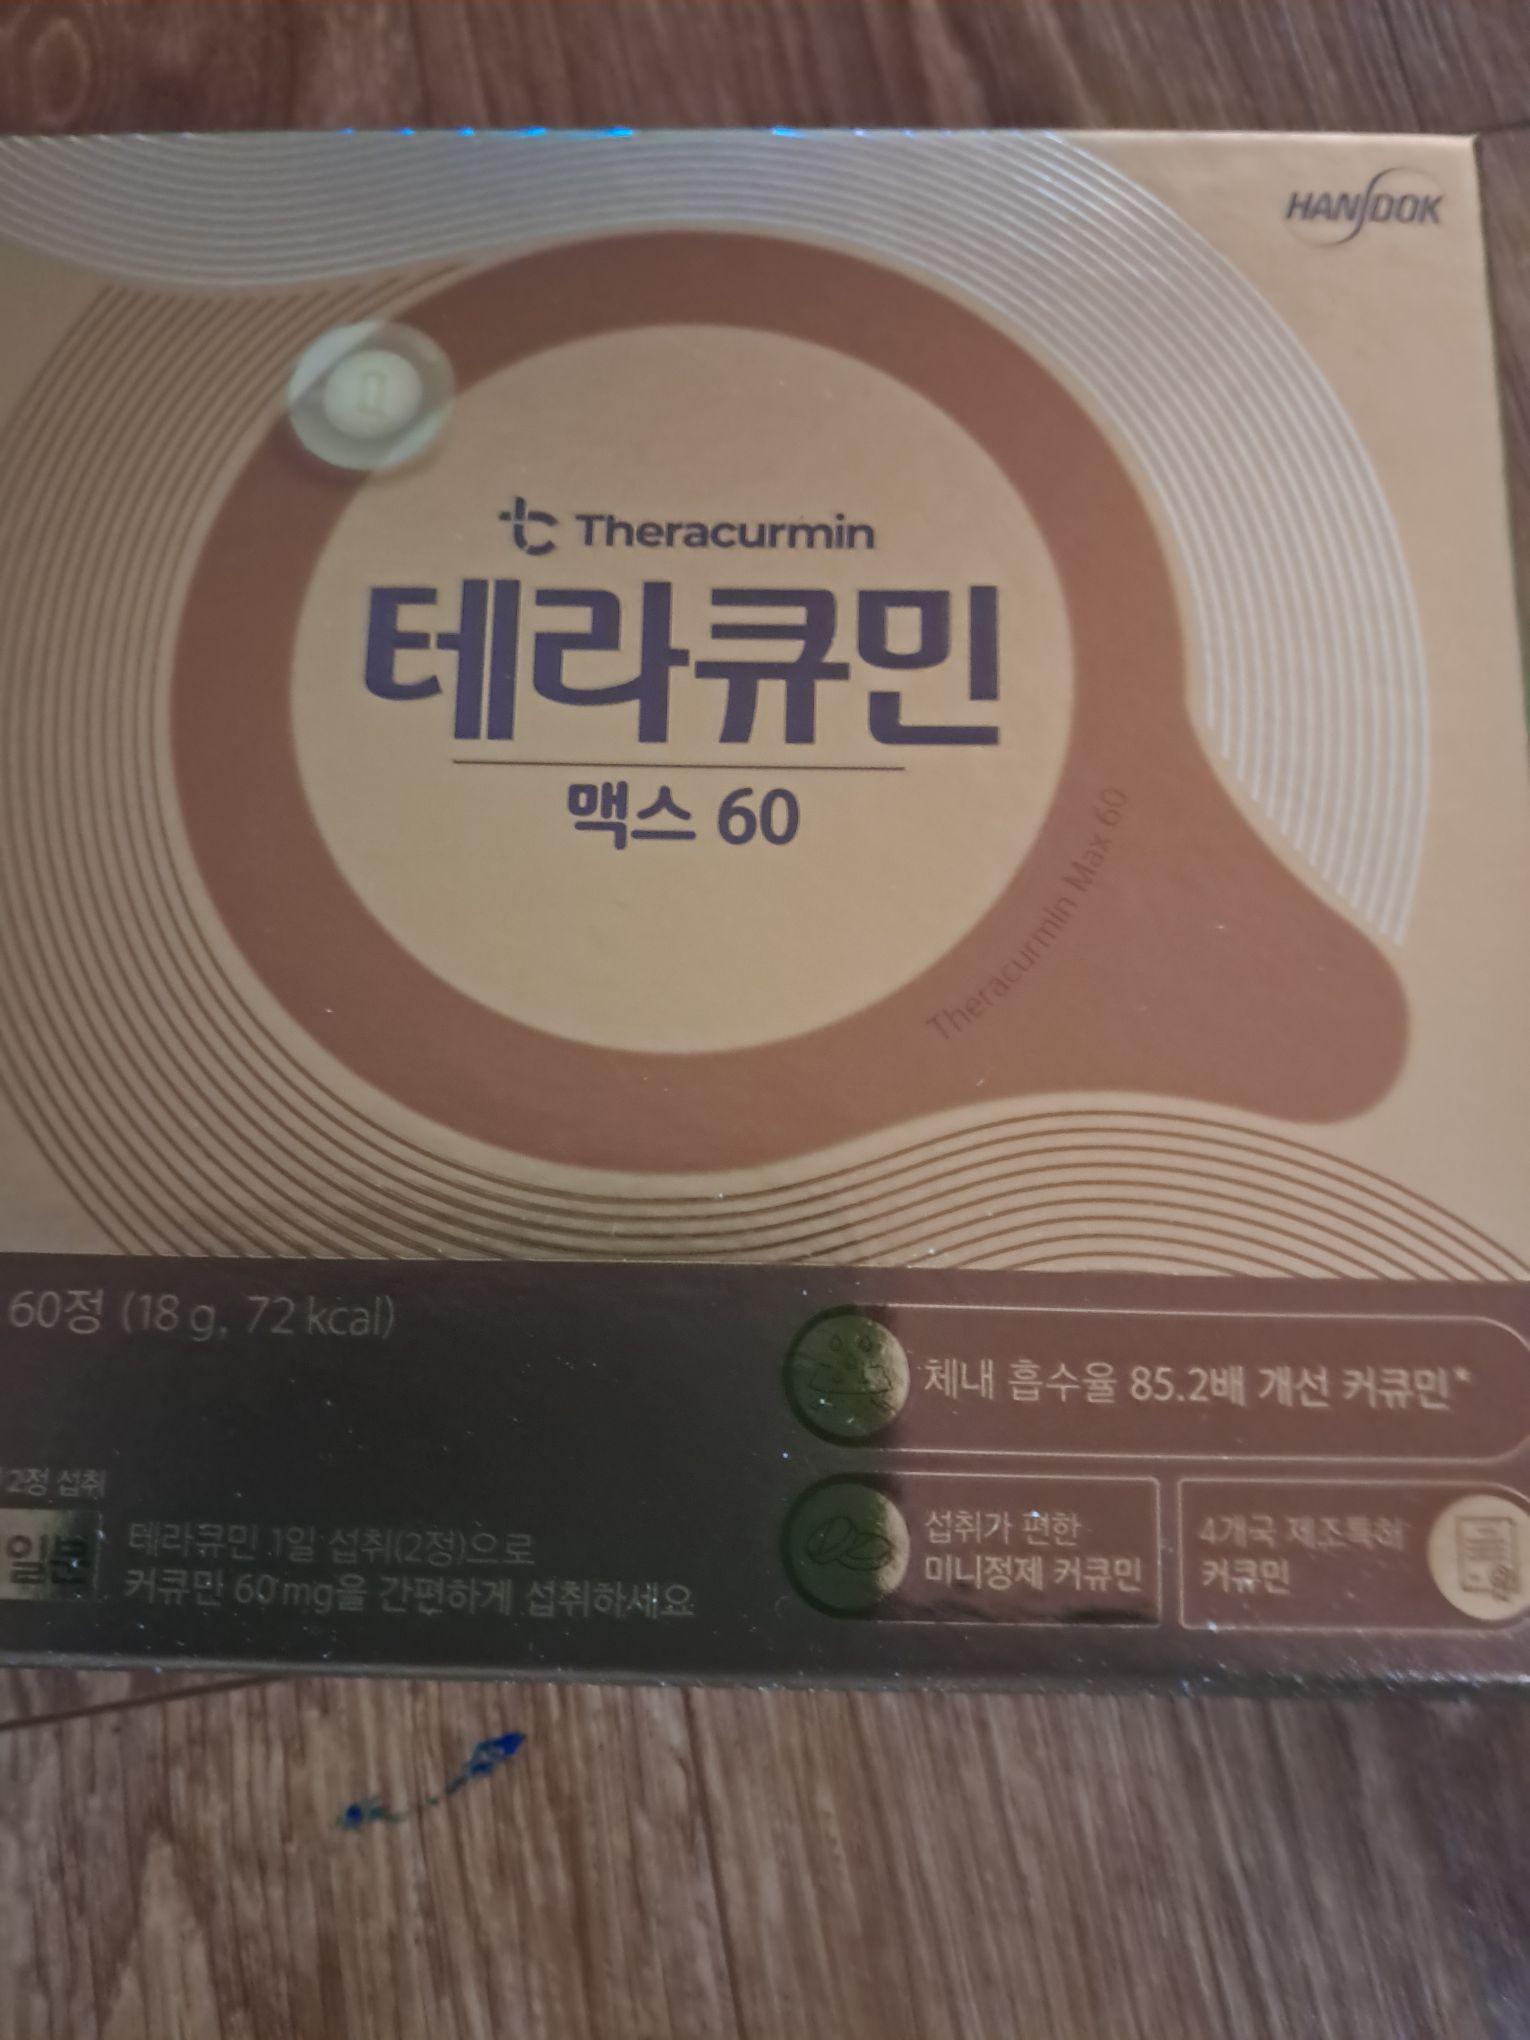 HANDOK
Theracurmin
테라큐민
맥스 60
Theracurmin Max 60
60정 (18 g, 72 kcal)
체내 흡수율 85.2배 개선 커큐민*
2정 섭취
일분
테라큐민 1일 섭취(2정)으로
커큐민 60 mg을 간편하게 섭취하세요
섭취가 편한
미니정제 커큐민
4개국 제조특허
커큐민